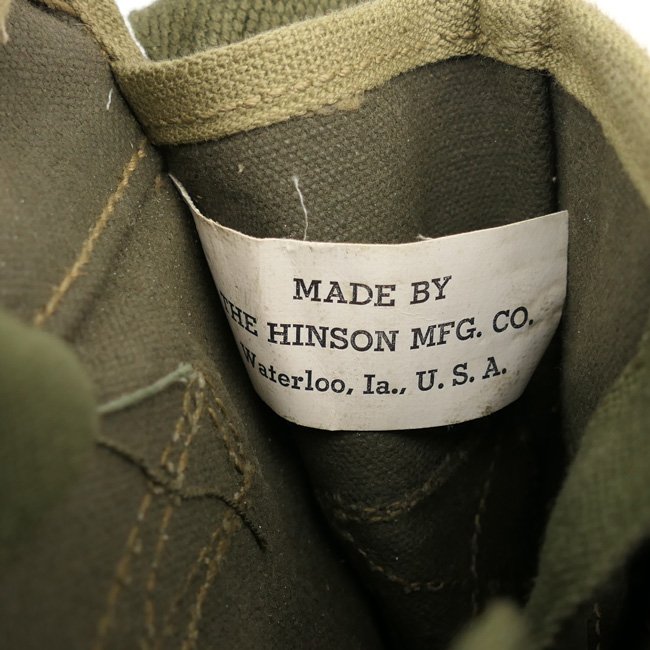 MADE BY
THE HINSON MFG. CO.
Waterloo, Ia., U. S. A.